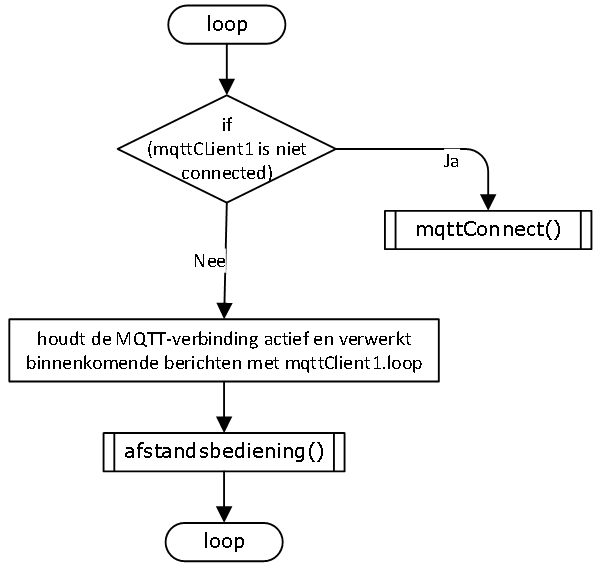 loop
if
(mqttClient1 is niet
connected)
Ja
mqttConnect()
Nee
houdt de MQTT-verbinding actief en verwerkt
binnenkomende berichten met mqttClient1.loop
afstandsbediening()
loop